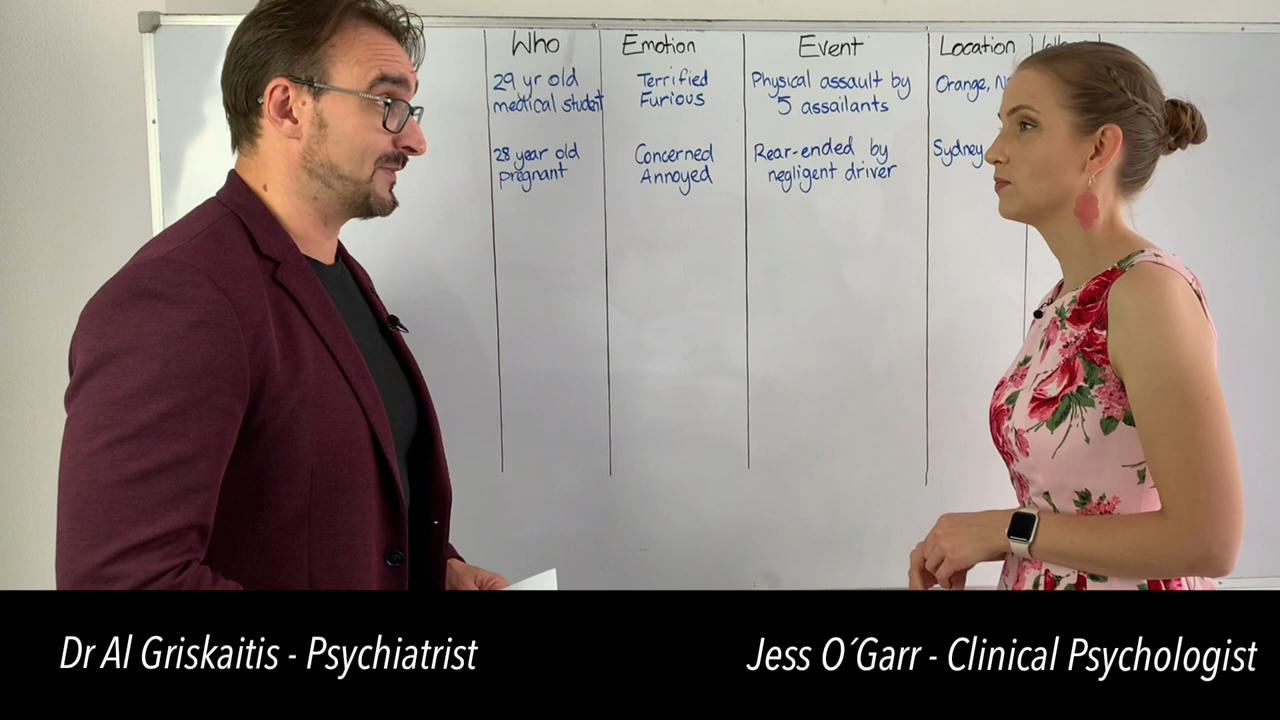 Who Emotion Event Location
29 yr old Terrified Physical assault by Orange,
medical student Furious 5 assailants
28 year old Concerned Rear-ended by Sydney
pregnant Annoyed negligent driver
Dr Al Griskaitis - Psychiatrist Jess O´Garr - Clinical Psychologist